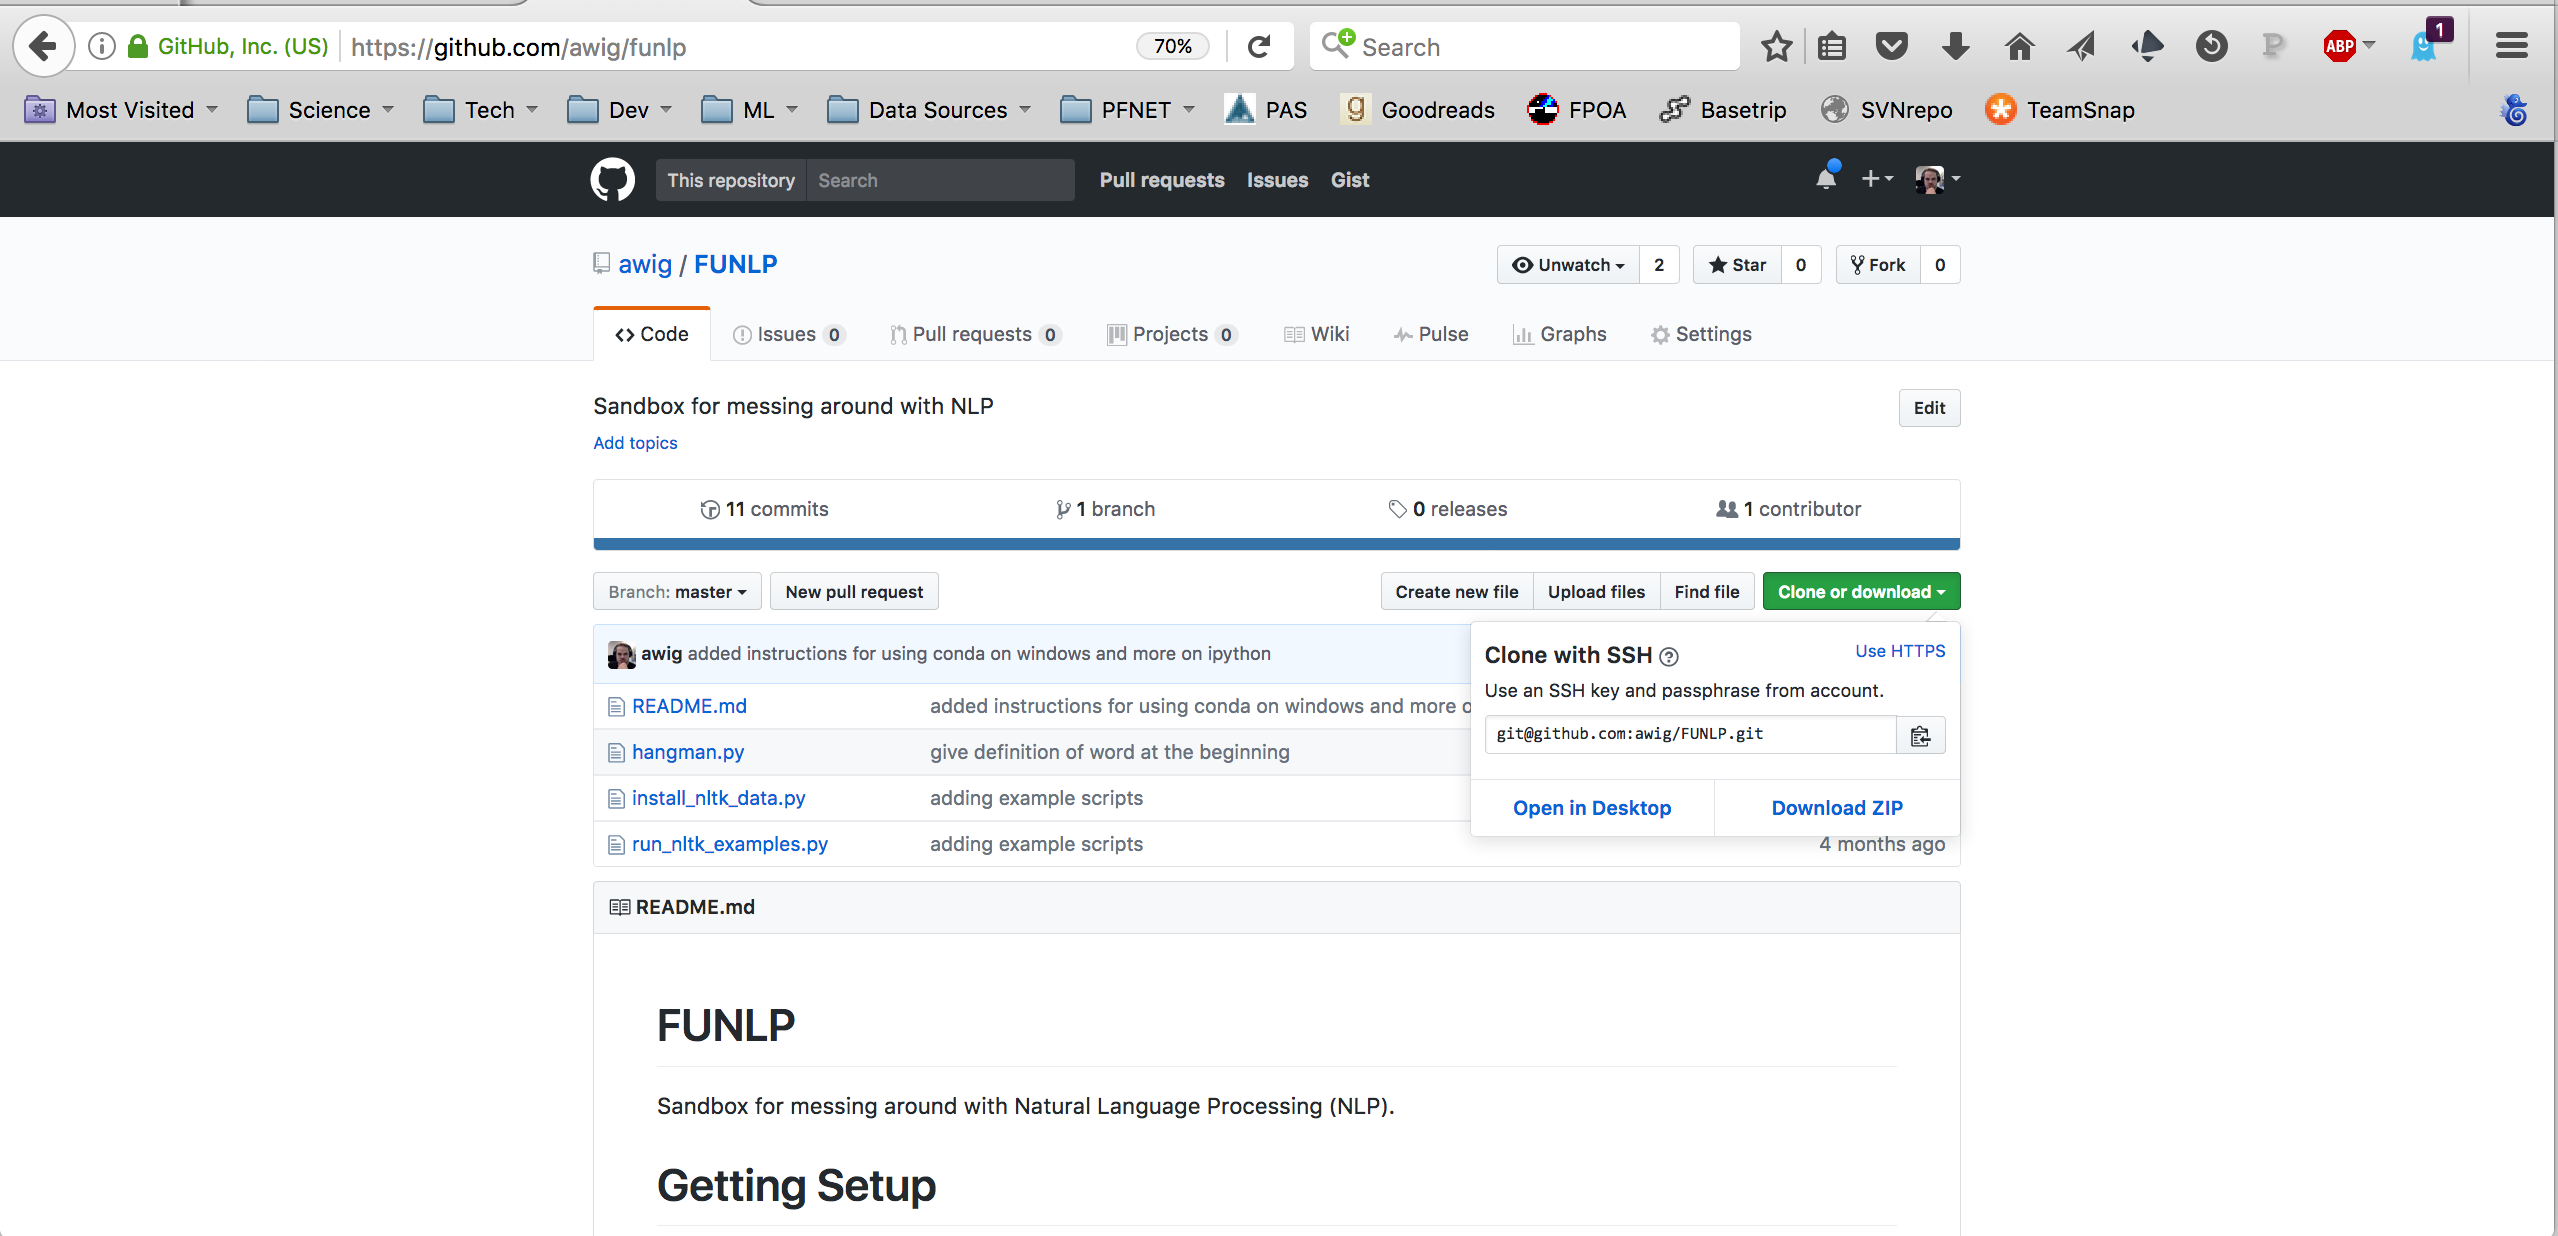 GitHub, Inc. (US) https://github.com/awig/funlp 70% Search ABP 1
Most Visited Science Tech Dev ML Data Sources PFNET PAS g Goodreads FPOA Basetrip SVNrepo TeamSnap
This repository Search Pull requests Issues Gist
awig / FUNLP Unwatch 2 Star 0 Fork 0
Code Issues 0 Pull requests 0 Projects 0 Wiki Pulse Graphs Settings
Sandbox for messing around with NLP Edit
Add topics
11 commits 1 branch 0 releases 1 contributor
Branch: master New pull request Create new file Upload files Find file Clone or download
awig added instructions for using conda on windows and more on ipython
Clone with SSH Use HTTPS
Use an SSH key and passphrase from account.
git@github.com:awig/FUNLP.git
Open in Desktop Download ZIP
README.md added instructions for using conda on windows and more o
hangman.py give definition of word at the beginning
install_nltk_data.py adding example scripts
run_nltk_examples.py adding example scripts 4 months ago
README.md
FUNLP
Sandbox for messing around with Natural Language Processing (NLP).
Getting Setup